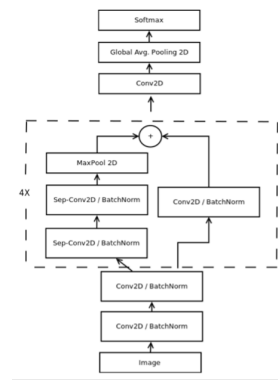 Softmax
Global Avg. Pooling 2D
Conv2D
+
MaxPool 2D
4X
Sep-Conv2D / BatchNorm
Conv2D / BatchNorm
Sep-Conv2D / BatchNorm
Conv2D / BatchNorm
Conv2D / BatchNorm
Image